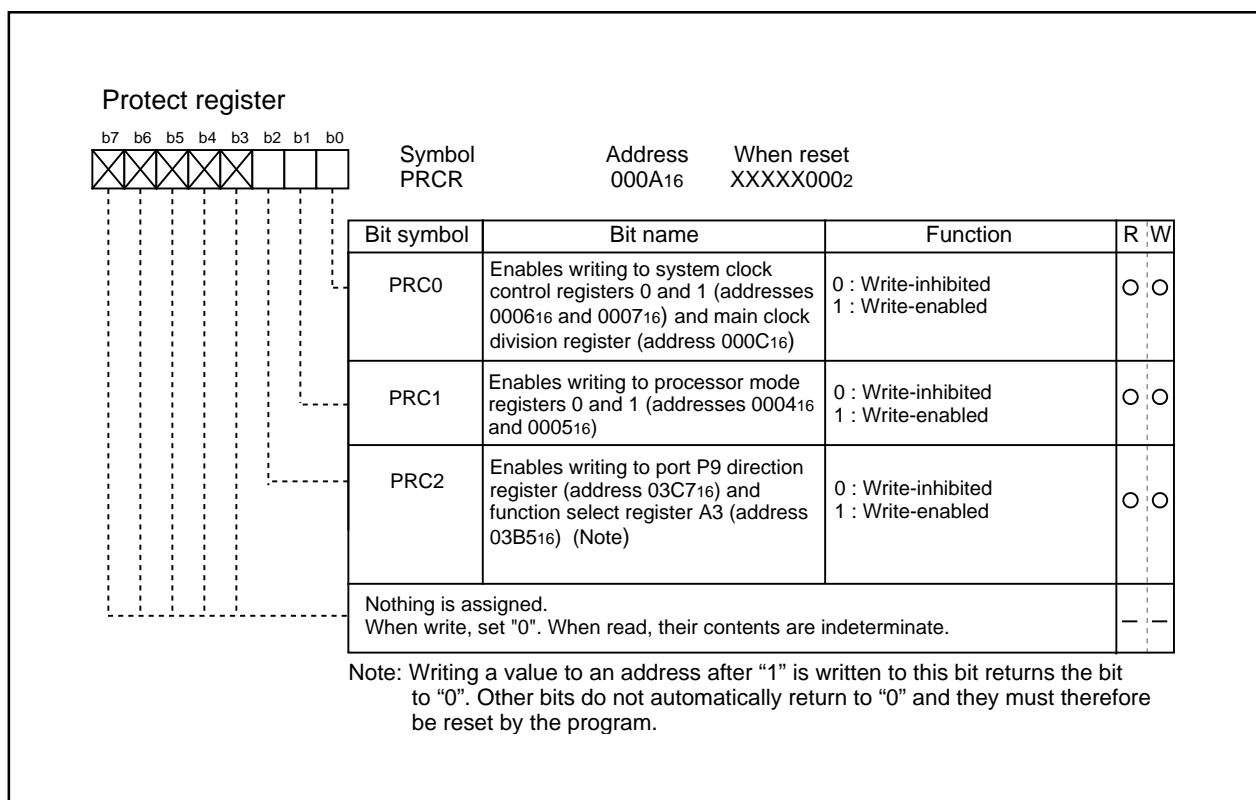 Protect register
b7 b6 b5 b4 b3 b2 b1 b0
Symbol Address When reset
PRCR 000A16 XXXXX0002
Bit symbol Bit name Function R W
PRC0
Enables writing to system clock
control registers 0 and 1 (addresses
000616 and 000716) and main clock
division register (address 000C16)
0 : Write-inhibited
1 : Write-enabled
PRC1
Enables writing to processor mode
registers 0 and 1 (addresses 000416
and 000516)
0 : Write-inhibited
1 : Write-enabled
PRC2
Enables writing to port P9 direction
register (address 03C716) and
function select register A3 (address
03B516) (Note)
0 : Write-inhibited
1 : Write-enabled
Nothing is assigned.
When write, set "0". When read, their contents are indeterminate.
Note: Writing a value to an address after “1” is written to this bit returns the bit
to “0”. Other bits do not automatically return to “0” and they must therefore
be reset by the program.